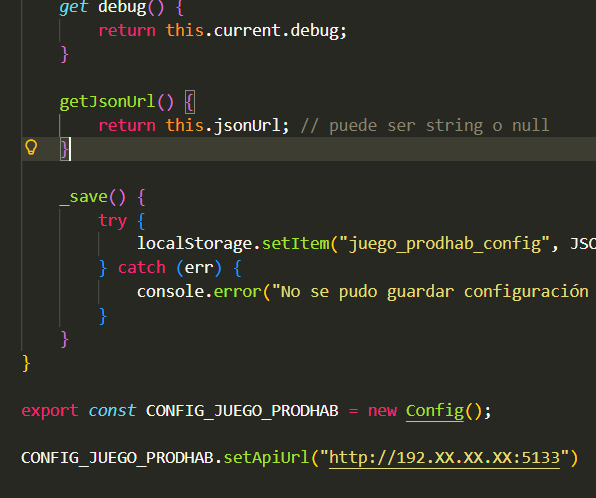 get debug() {
return this.current.debug;
}
getJsonUrl() {
return this.jsonUrl; // puede ser string o null
}
_save() {
try {
localStorage.setItem("juego_prodhab_config", JSO
} catch (err) {
console.error("No se pudo guardar configuración
}
}
}
export const CONFIG_JUEGO_PRODHAB = new Config();
CONFIG_JUEGO_PRODHAB.setApiUrl("http://192.XX.XX.XX:5133")